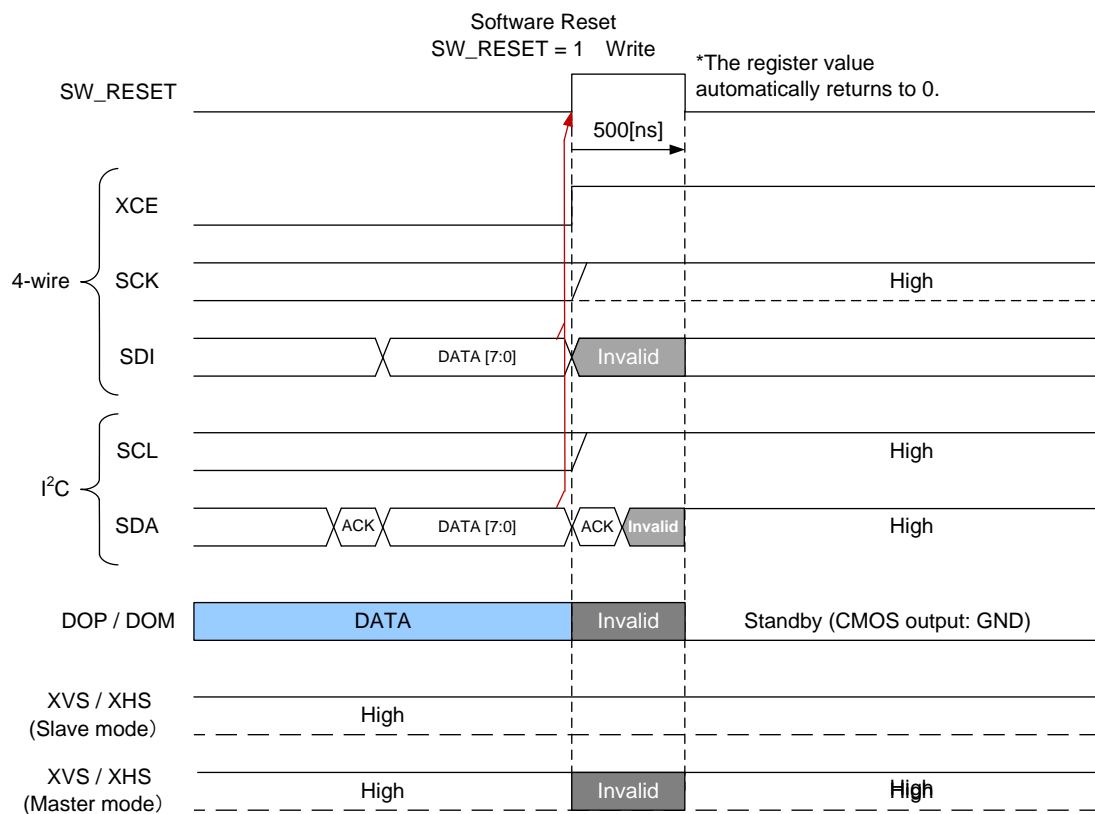 Software Reset
SW_RESET = 1 Write
*The register value
automatically returns to 0.
SW_RESET
500[ns]
XCE
4-wire
SCK
High
SDI
DATA [7:0]
Invalid
SCL
High
I²C
SDA
ACK
DATA [7:0]
ACK
Invalid
High
DOP / DOM
DATA
Invalid
Standby (CMOS output: GND)
XVS / XHS
(Slave mode）
High
XVS / XHS
(Master mode）
High
Invalid
High
High